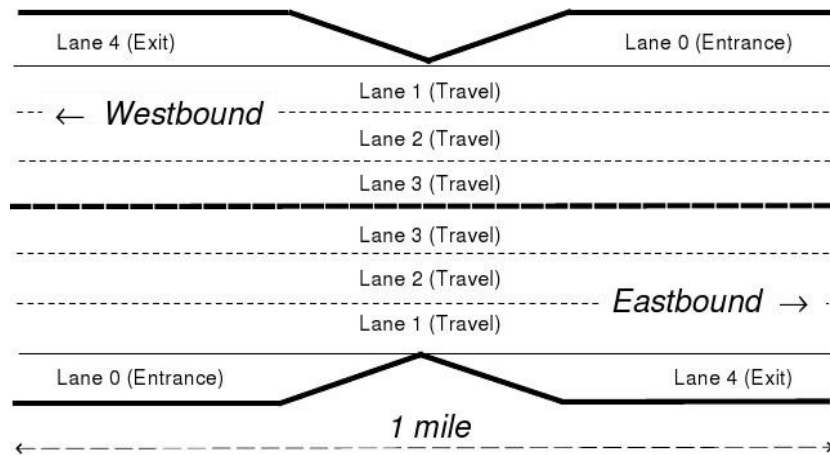 Lane 4 (Exit) Lane 0 (Entrance)
Lane 1 (Travel)
← Westbound
Lane 2 (Travel)
Lane 3 (Travel)
Lane 3 (Travel)
Lane 2 (Travel)
Eastbound →
Lane 1 (Travel)
Lane 0 (Entrance) Lane 4 (Exit)
1 mile